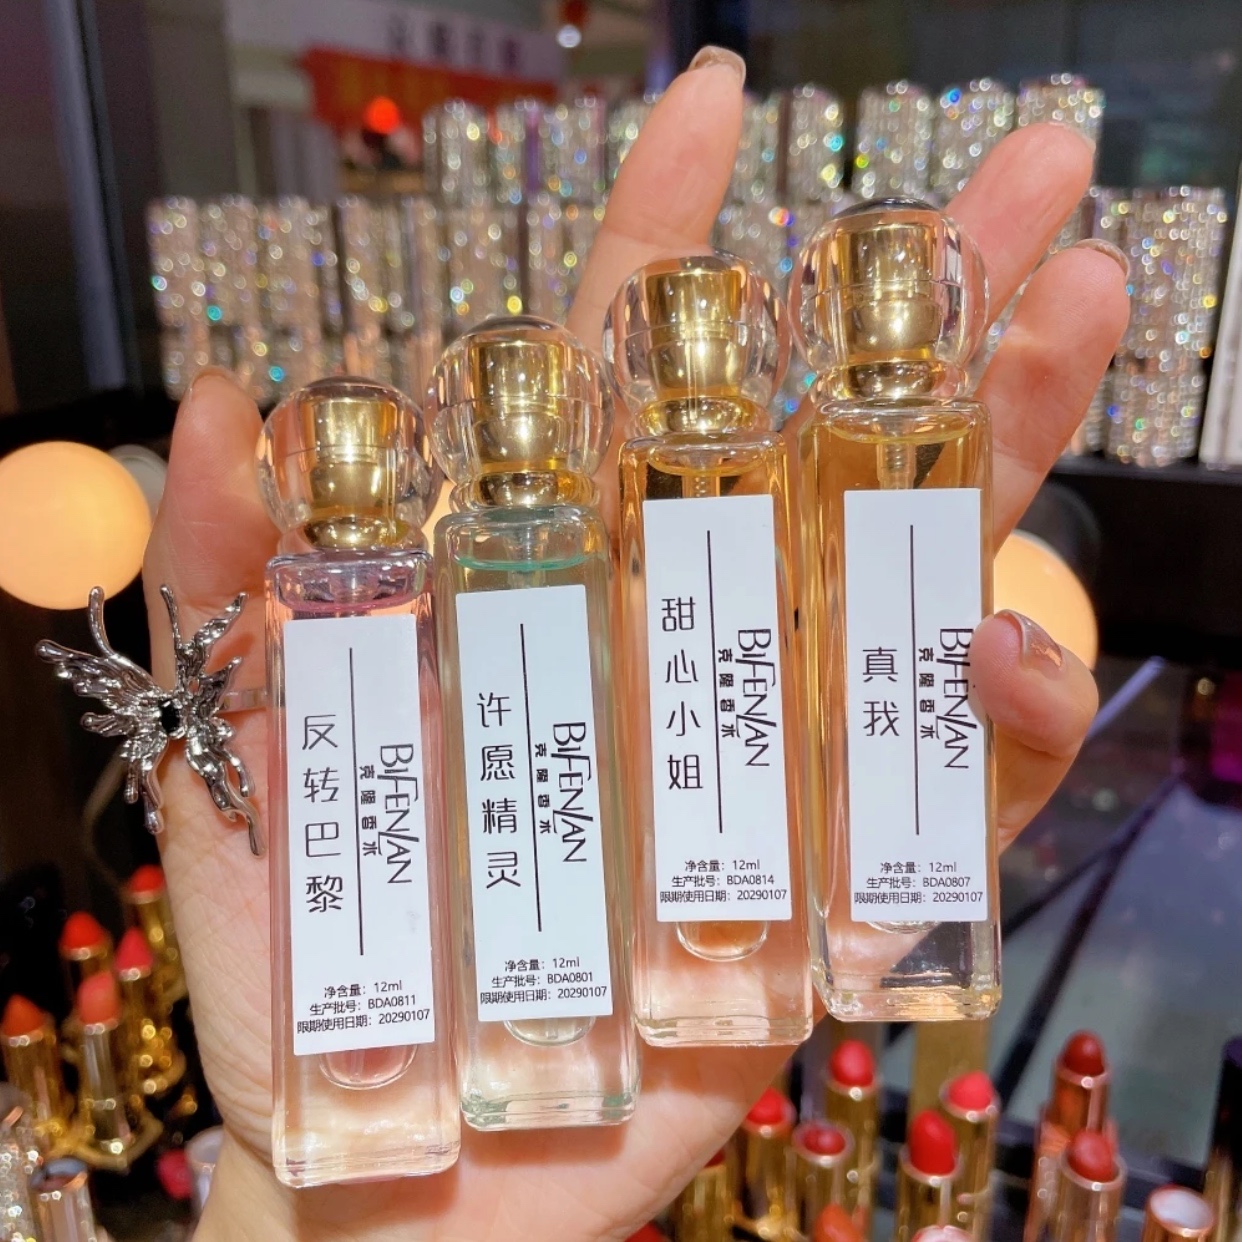 反转巴黎
BIFENLAN
克隆香水
净含量：12ml
生产批号：BDA0811
限期使用日期：20290107
许愿精灵
BIFENLAN
克隆香水
净含量：12ml
生产批号：BDA0801
限期使用日期：20290107
甜心小姐
BIFENLAN
克隆香水
净含量：12ml
生产批号：BDA0814
限期使用日期：20290107
真我
BIFENLAN
克隆香水
净含量：12ml
生产批号：BDA0807
限期使用日期：20290107